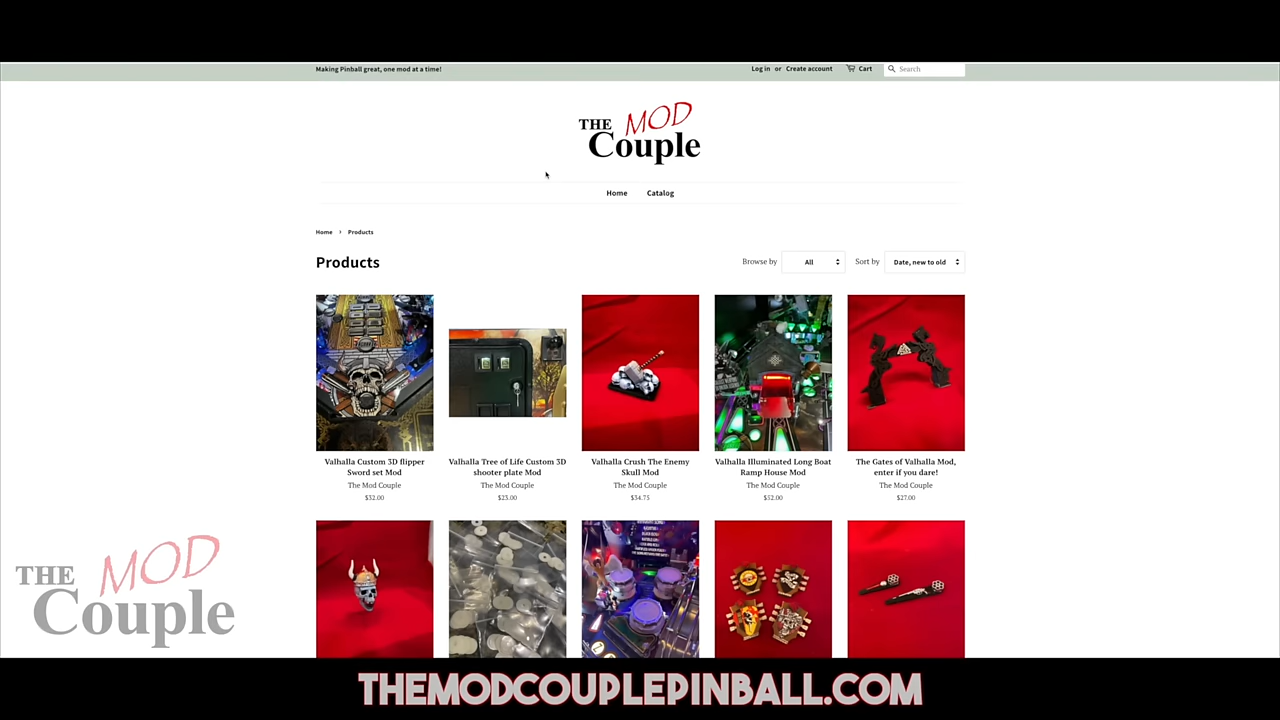 Making Pinball great, one mod at a time!
Log in or Create account Cart Search
THE MOD
Couple
Home Catalog
Home › Products
Products
Browse by All Sort by Date, new to old
Valhalla Custom 3D flipper
Sword set Mod
The Mod Couple
$32.00
Valhalla Tree of Life Custom 3D
shooter plate Mod
The Mod Couple
$23.00
Valhalla Crush The Enemy
Skull Mod
The Mod Couple
$34.75
Valhalla Illuminated Long Boat
Ramp House Mod
The Mod Couple
$52.00
The Gates of Valhalla Mod,
enter if you dare!
The Mod Couple
$27.00
THE MOD
Couple
THEMODCOUPLEPINBALL.COM